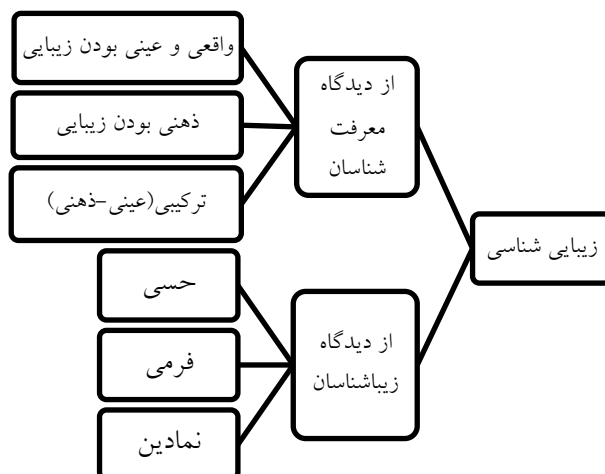 زیبایی شناسی
از دیدگاه
معرفت
شناسان
واقعی و عینی بودن زیبایی
ذهنی بودن زیبایی
ترکیبی(عینی-ذهنی)
از دیدگاه
زیباشناسان
حسی
فرمی
نمادین